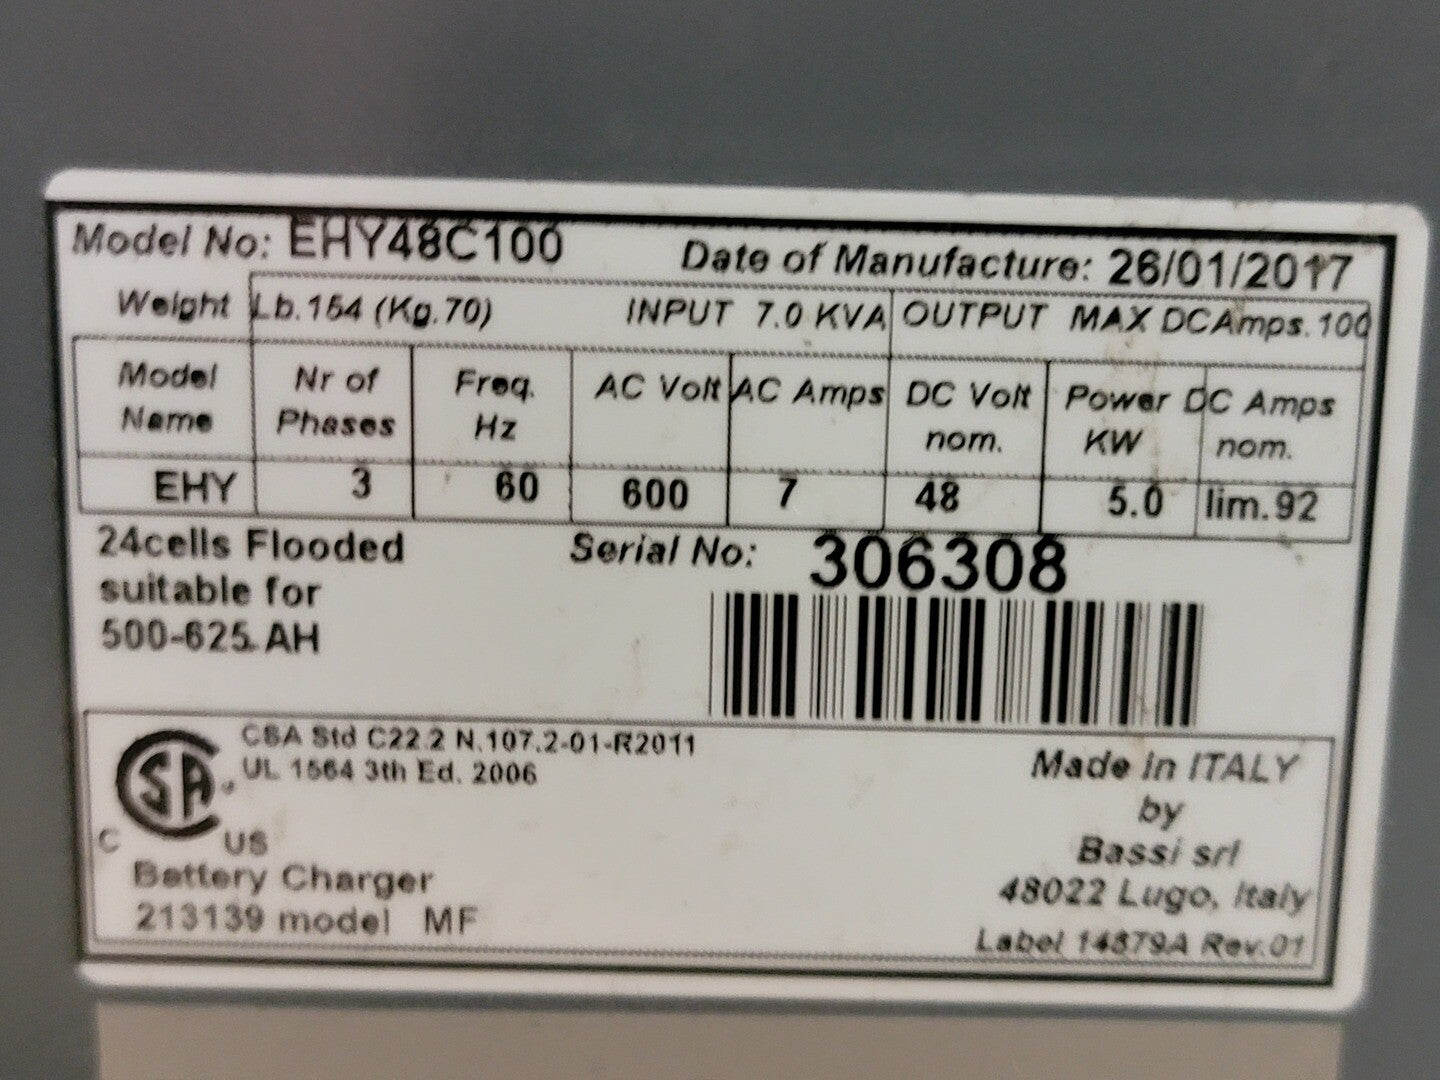 Model No: EHY48C100 Date of Manufacture: 26/01/2017
Weight Lb.154 (Kg.70) INPUT 7.0 KVA OUTPUT MAX DC Amps. 100
Model Name Nr of Phases Freq. Hz AC Volt AC Amps DC Volt nom. Power KW DC Amps nom.
EHY 3 60 600 7 48 5.0 lim.92
24cells Flooded
suitable for
500-625.AH
Serial No: 306308
CSA Std C22.2 N.107.2-01-R2011
UL 1564 3th Ed. 2006
CSA
C US
Battery Charger
213139 model MF
Made in ITALY
by
Bassi srl
48022 Lugo, Italy
Label 14879A Rev.01